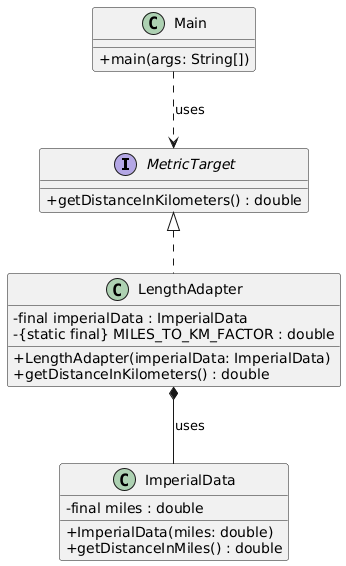 C Main
+main(args: String[])
uses
I MetricTarget
+getDistanceInKilometers() : double
C LengthAdapter
-final imperialData : ImperialData
-{static final} MILES_TO_KM_FACTOR : double
+LengthAdapter(imperialData: ImperialData)
+getDistanceInKilometers() : double
uses
C ImperialData
-final miles : double
+ImperialData(miles: double)
+getDistanceInMiles() : double